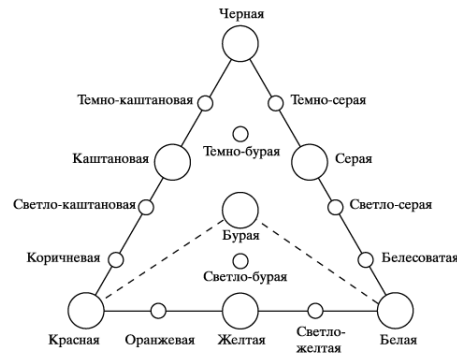 Черная
Темно-каштановая
Темно-серая
Темно-бурая
Каштановая
Серая
Светло-каштановая
Светло-серая
Бурая
Коричневая
Светло-бурая
Белесоватая
Красная
Оранжевая
Желтая
Светло-
желтая
Белая